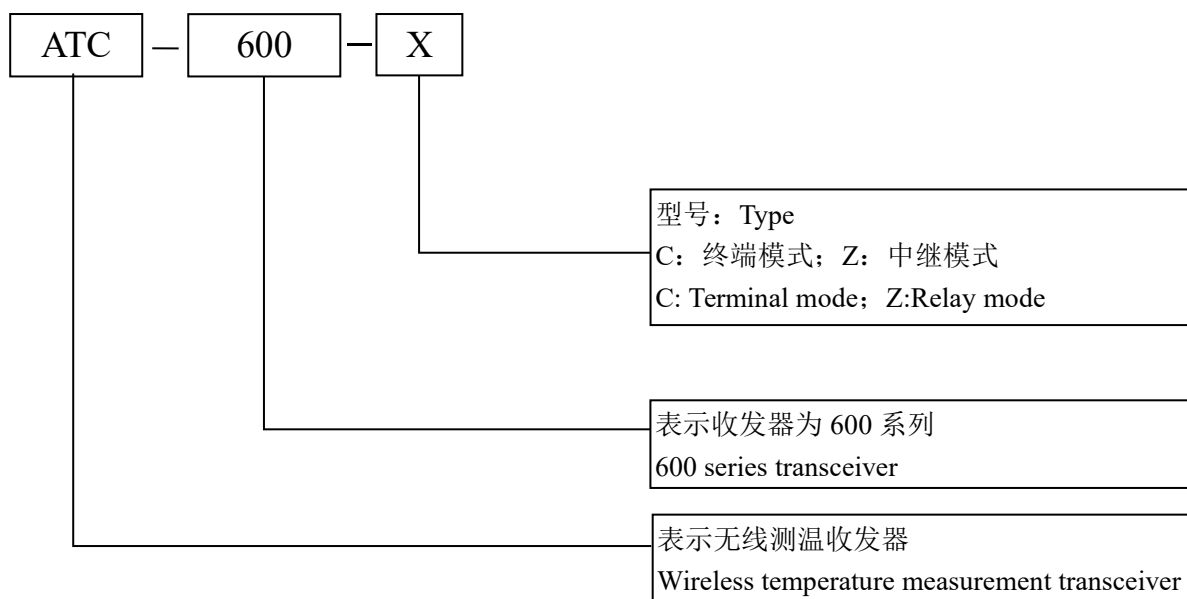 ATC — 600 — X
型号：Type
C：终端模式；Z：中继模式
C: Terminal mode；Z:Relay mode
表示收发器为 600 系列
600 series transceiver
表示无线测温收发器
Wireless temperature measurement transceiver